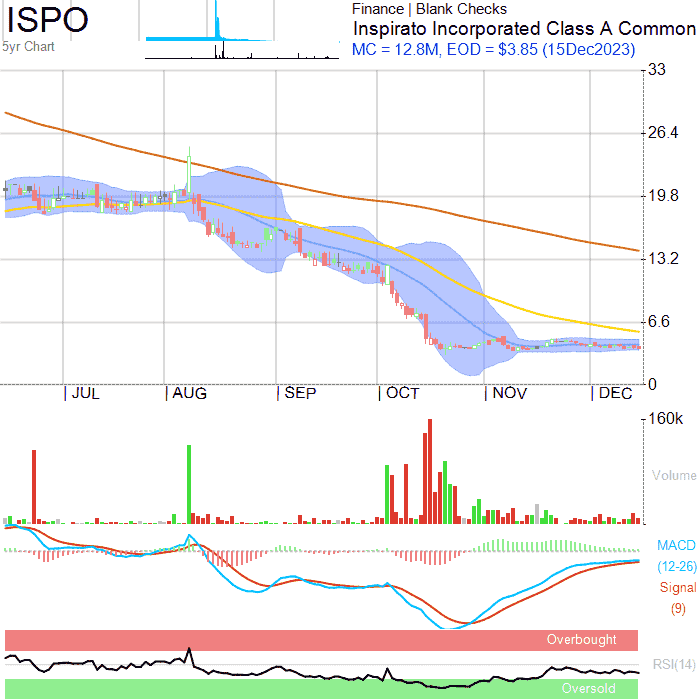 ISPO
5yr Chart
Finance | Blank Checks
Inspirato Incorporated Class A Common
MC = 12.8M, EOD = $3.85 (15Dec2023)
33
26.4
19.8
13.2
6.6
0
JUL AUG SEP OCT NOV DEC
160k
Volume
MACD
(12-26)
Signal
(9)
Overbought
RSI(14)
Oversold